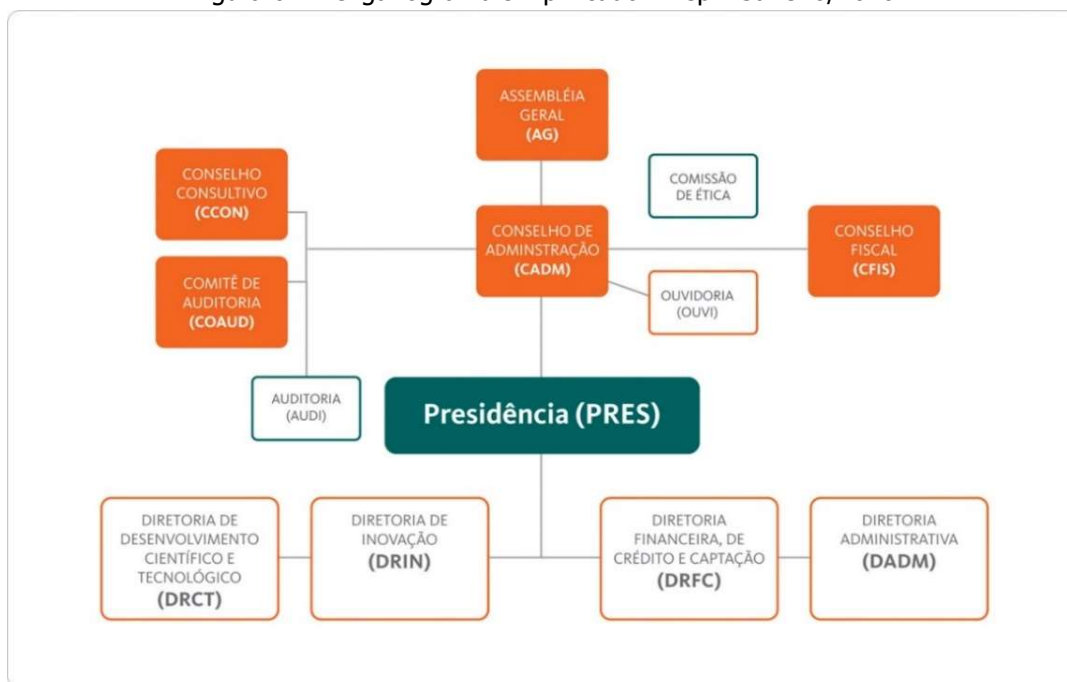 ASSEMBLÉIA
GERAL
(AG)
COMISSÃO
DE ÉTICA
CONSELHO
CONSULTIVO
(CCON)
CONSELHO DE
ADMINSTRAÇÃO
(CADM)
CONSELHO
FISCAL
(CFIS)
COMITÊ DE
AUDITORIA
(COAUD)
OUVIDORIA
(OUVI)
AUDITORIA
(AUDI)
Presidência (PRES)
DIRETORIA DE
DESENVOLVIMENTO
CIENTÍFICO E
TECNOLÓGICO
(DRCT)
DIRETORIA DE
INOVAÇÃO
(DRIN)
DIRETORIA
FINANCEIRA, DE
CRÉDITO E CAPTAÇÃO
(DRFC)
DIRETORIA
ADMINISTRATIVA
(DADM)